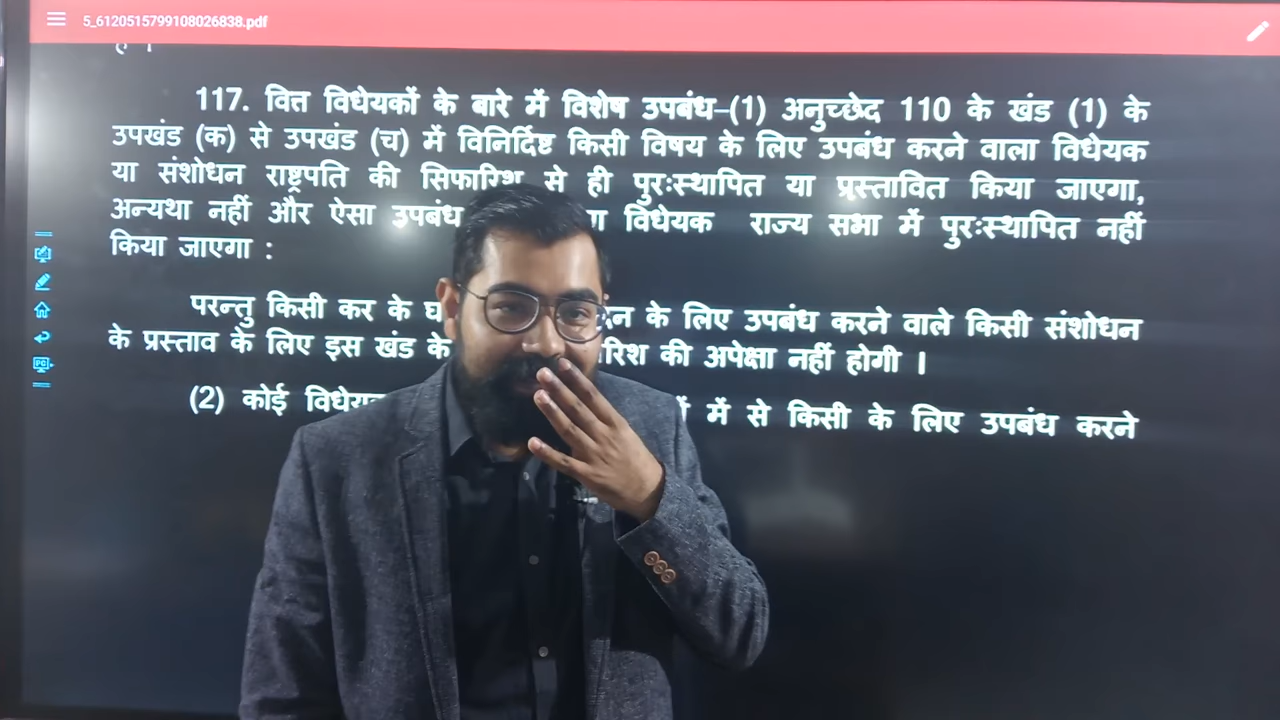 5_6120515799108026838.pdf
है ।
117. वित्त विधेयकों के बारे में विशेष उपबंध–(1) अनुच्छेद 110 के खंड (1) के
उपखंड (क) से उपखंड (च) में विनिर्दिष्ट किसी विषय के लिए उपबंध करने वाला विधेयक
या संशोधन राष्ट्रपति की सिफारिश से ही पुरःस्थापित या प्रस्तावित किया जाएगा,
अन्यथा नहीं और ऐसा उपबंध विधेयक राज्य सभा में पुरःस्थापित नहीं
किया जाएगा :
परन्तु किसी कर के के लिए उपबंध करने वाले किसी संशोधन
के प्रस्ताव के लिए इस खंड के की अपेक्षा नहीं होगी ।
(2) कोई में से किसी के लिए उपबंध करने